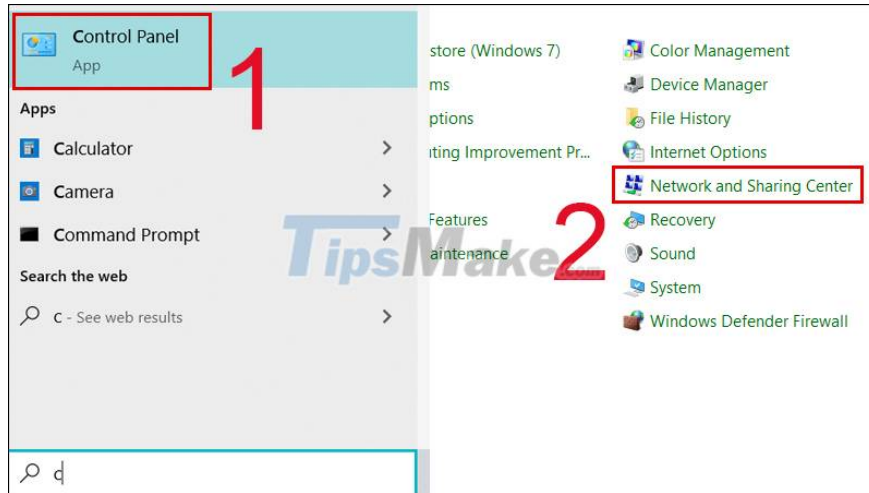 Control Panel
App
1
Apps
Calculator
Camera
Command Prompt
Search the web
c - See web results
c
store (Windows 7)
ms
ptions
ting Improvement Pr...
Features
aintenance
Color Management
Device Manager
File History
Internet Options
Network and Sharing Center
2
Recovery
Sound
System
Windows Defender Firewall
TipsMake.com